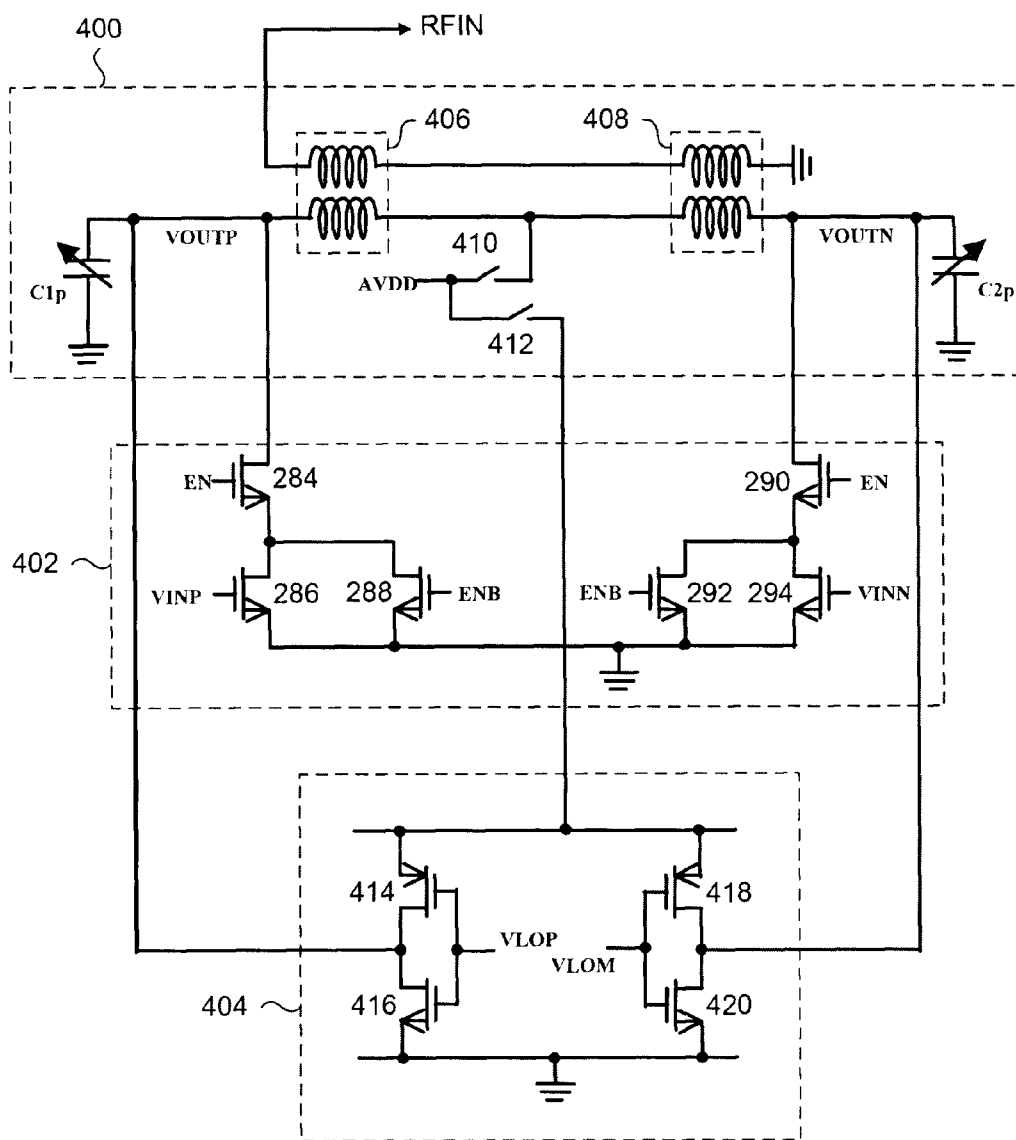 RFIN
400
406
408
VOUTP
410
VOUTN
AVDD
C1p
C2p
412
EN
284
290
EN
402
VINP
286
288
ENB
ENB
292
294
VINN
414
418
VLOP
VLOM
404
416
420